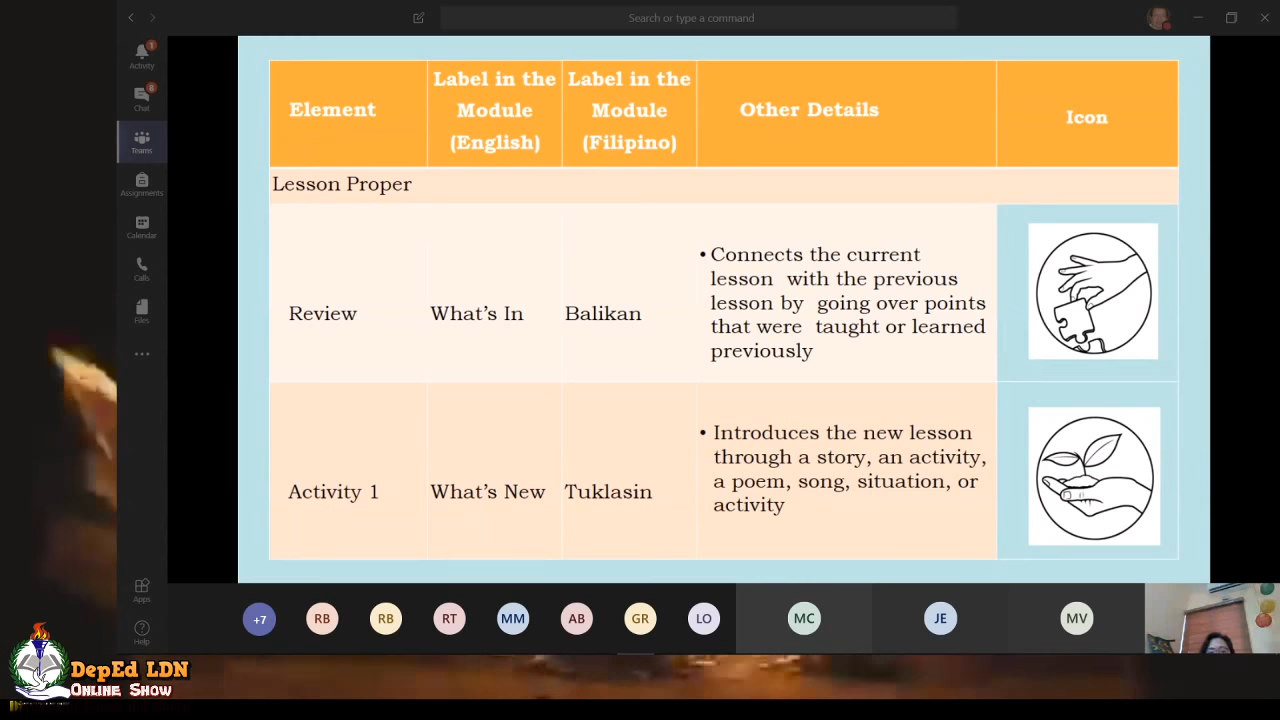 Search or type a command
1
Activity
8
Chat
Teams
Assignments
Calendar
Calls
Files
Apps
Help
Element
Label in the
Module
(English)
Label in the
Module
(Filipino)
Other Details
Icon
Lesson Proper
Review
What's In
Balikan
• Connects the current
lesson with the previous
lesson by going over points
that were taught or learned
previously
Activity 1
What's New
Tuklasin
• Introduces the new lesson
through a story, an activity,
a poem, song, situation, or
activity
+7
RB
RB
RT
MM
AB
GR
LO
MC
JE
MV
DepEd LDN
Online Show